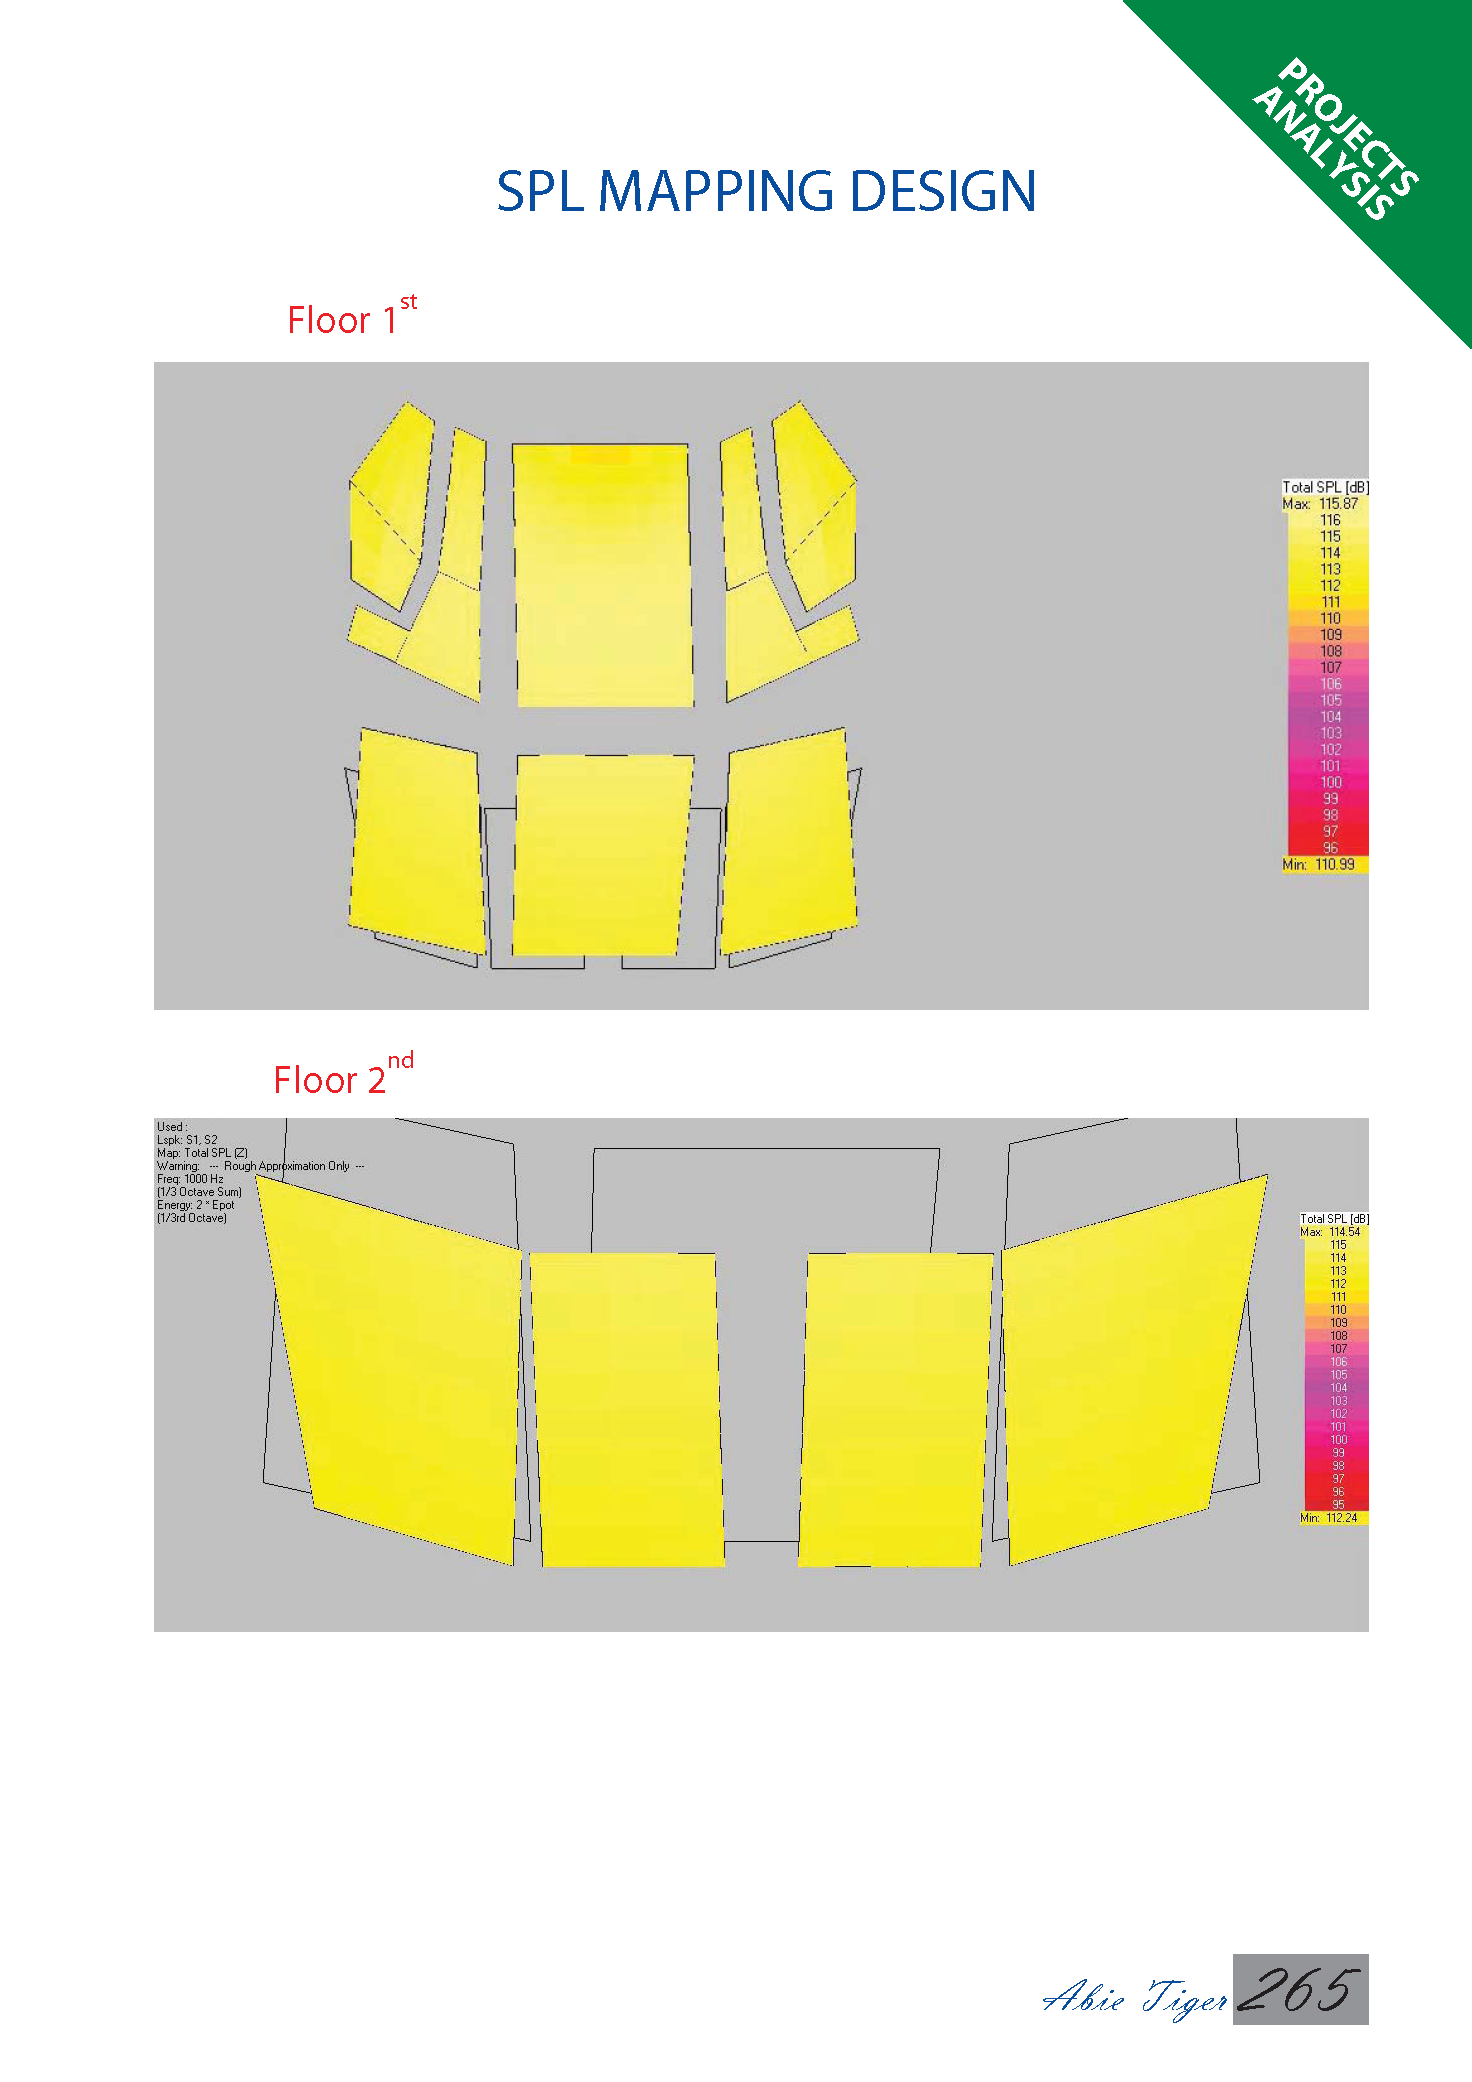 PROJECTS
ANALYSIS
SPL MAPPING DESIGN
Floor 1st
Total SPL [dB]
Max: 115.87
116
115
114
113
112
111
110
109
108
107
106
105
104
103
102
101
100
99
98
97
96
Min: 110.99
Floor 2nd
Used :
Lspk: S1, S2
Map: Total SPL (Z)
Warning: --- Rough Approximation Only ---
Freq: 1000 Hz
(1/3 Octave Sum)
Energy: 2 * Epot
(1/3rd Octave)
Total SPL [dB]
Max: 114.54
115
114
113
112
111
110
109
108
107
106
105
104
103
102
101
100
99
98
97
96
95
Min: 112.24
Abie Tiger 265